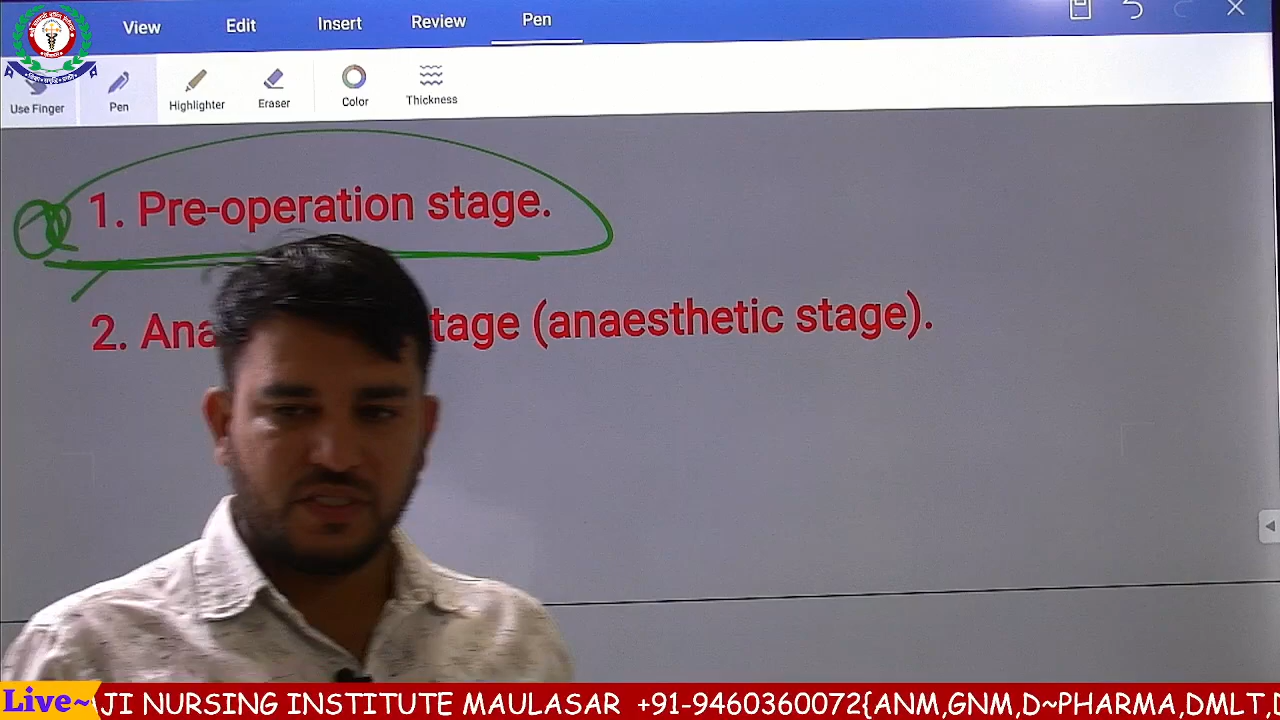 View Edit Insert Review Pen
Use Finger Pen Highlighter Eraser Color Thickness
1. Pre-operation stage.
2. Ana tage (anaesthetic stage).
Live~ JI NURSING INSTITUTE MAULASAR +91-9460360072{ANM,GNM,D~PHARMA,DMLT,D